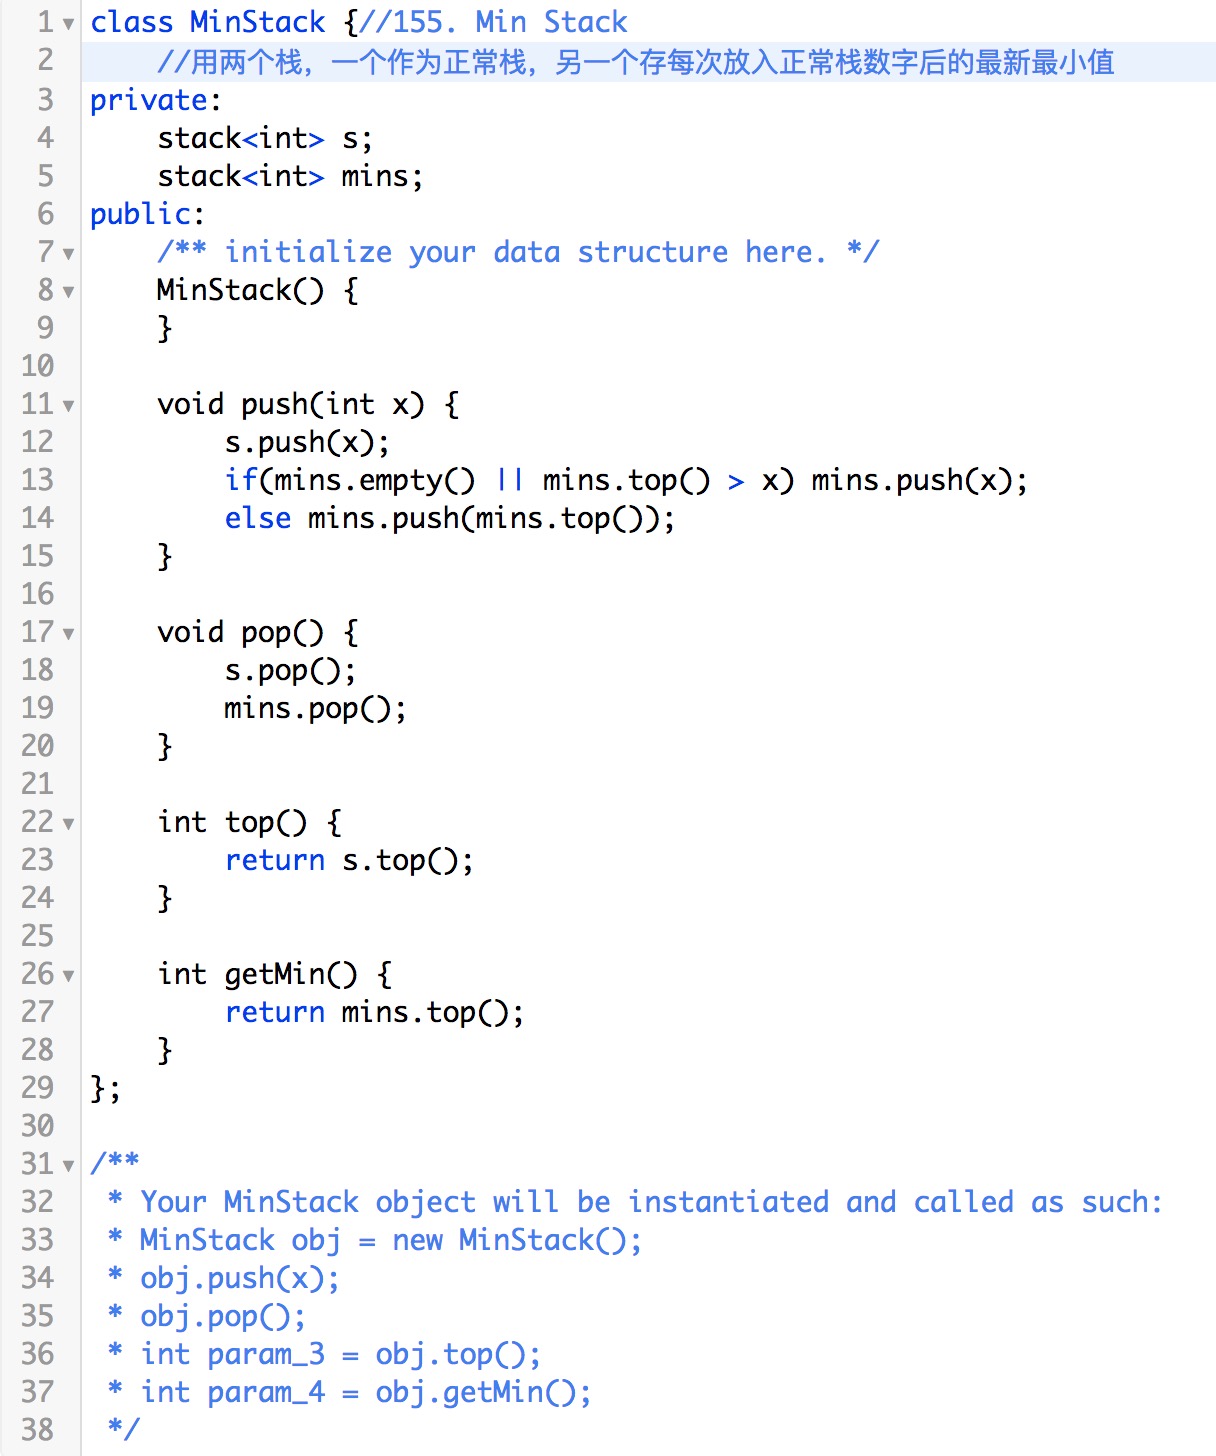 1 class MinStack {//155. Min Stack
2     //用两个栈，一个作为正常栈，另一个存每次放入正常栈数字后的最新最小值
3 private:
4     stack<int> s;
5     stack<int> mins;
6 public:
7     /** initialize your data structure here. */
8     MinStack() {
9     }
10
11     void push(int x) {
12         s.push(x);
13         if(mins.empty() || mins.top() > x) mins.push(x);
14         else mins.push(mins.top());
15     }
16
17     void pop() {
18         s.pop();
19         mins.pop();
20     }
21
22     int top() {
23         return s.top();
24     }
25
26     int getMin() {
27         return mins.top();
28     }
29 };
30
31 /**
32  * Your MinStack object will be instantiated and called as such:
33  * MinStack obj = new MinStack();
34  * obj.push(x);
35  * obj.pop();
36  * int param_3 = obj.top();
37  * int param_4 = obj.getMin();
38  */